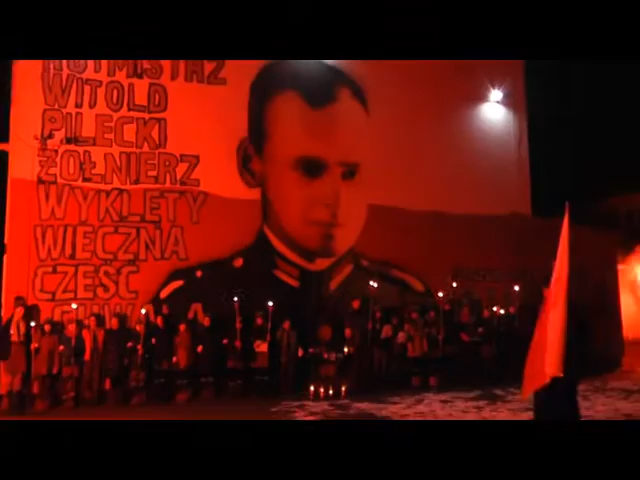 ROTMISTRZ
WITOLD
PILECKI
ŻOŁNIERZ
WYKLĘTY
WIECZNA
CZEŚĆ